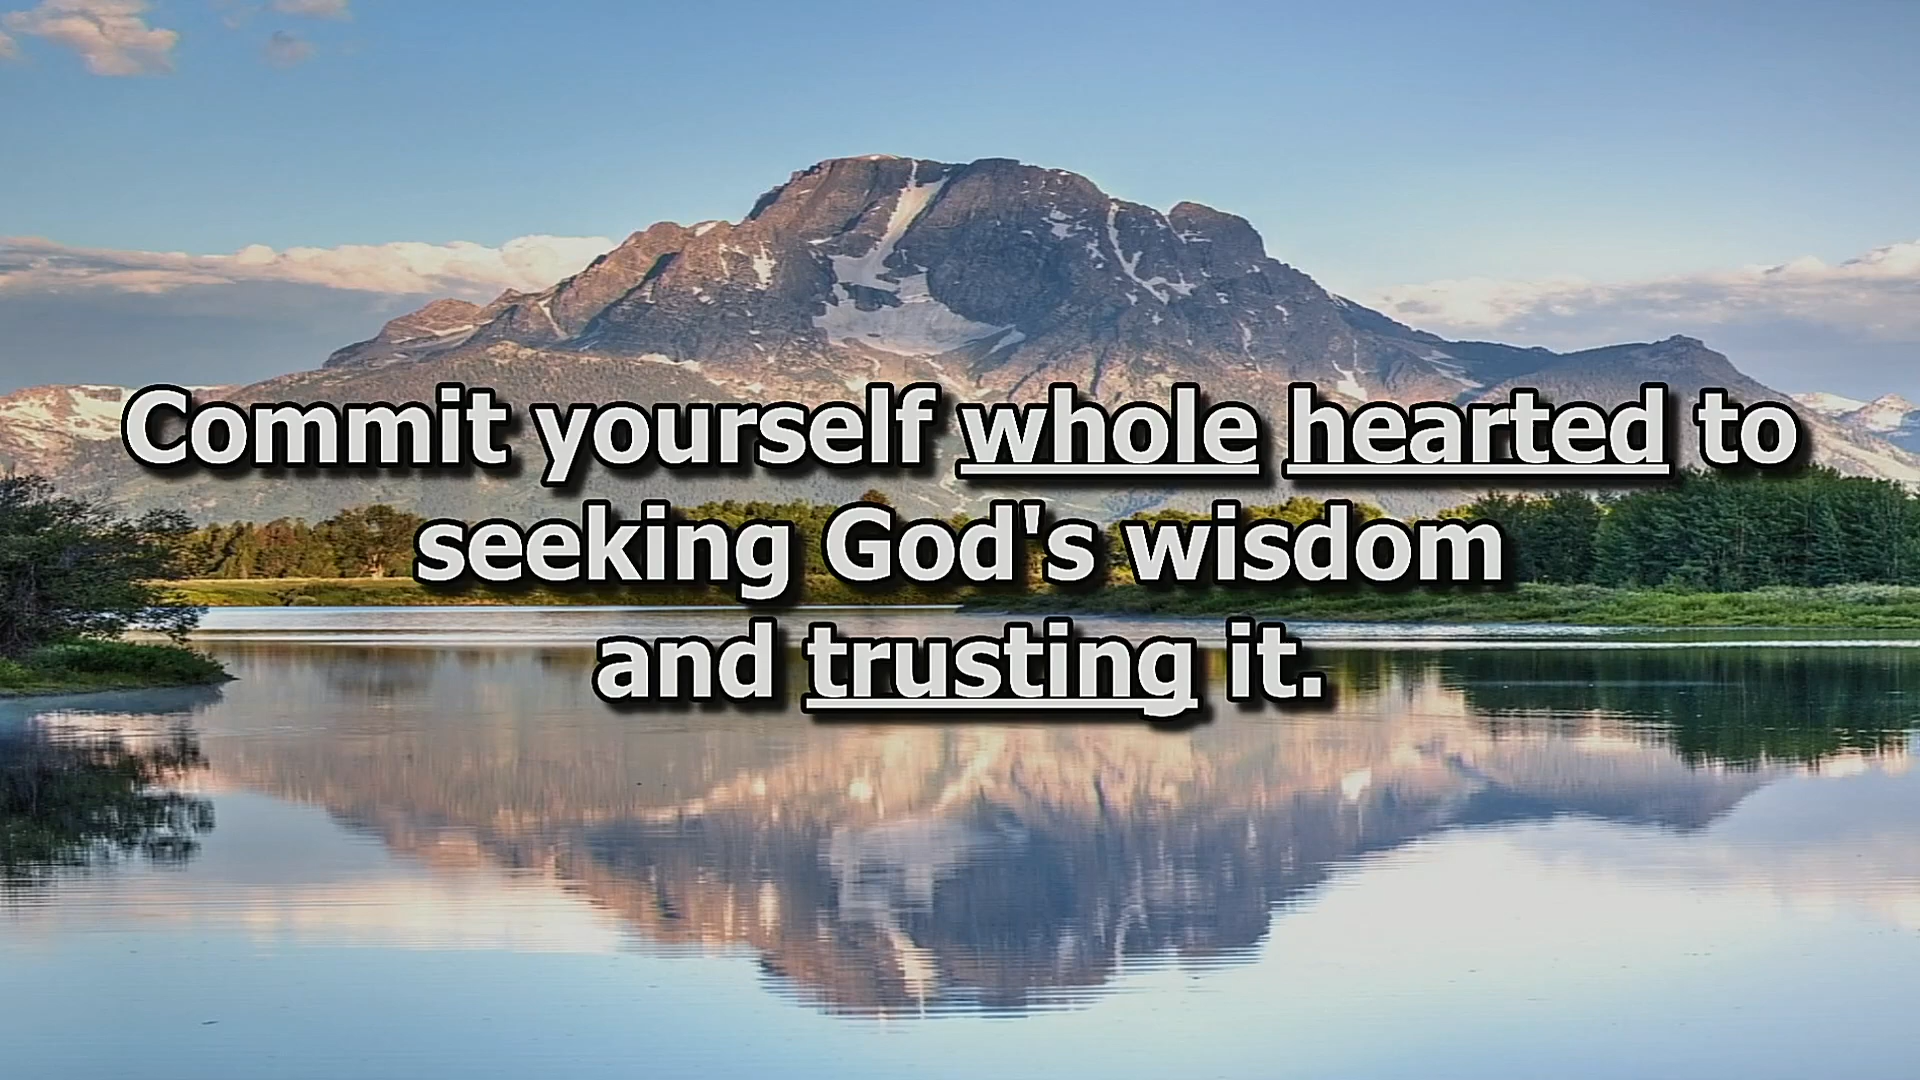 Commit yourself whole hearted to
seeking God's wisdom
and trusting it.